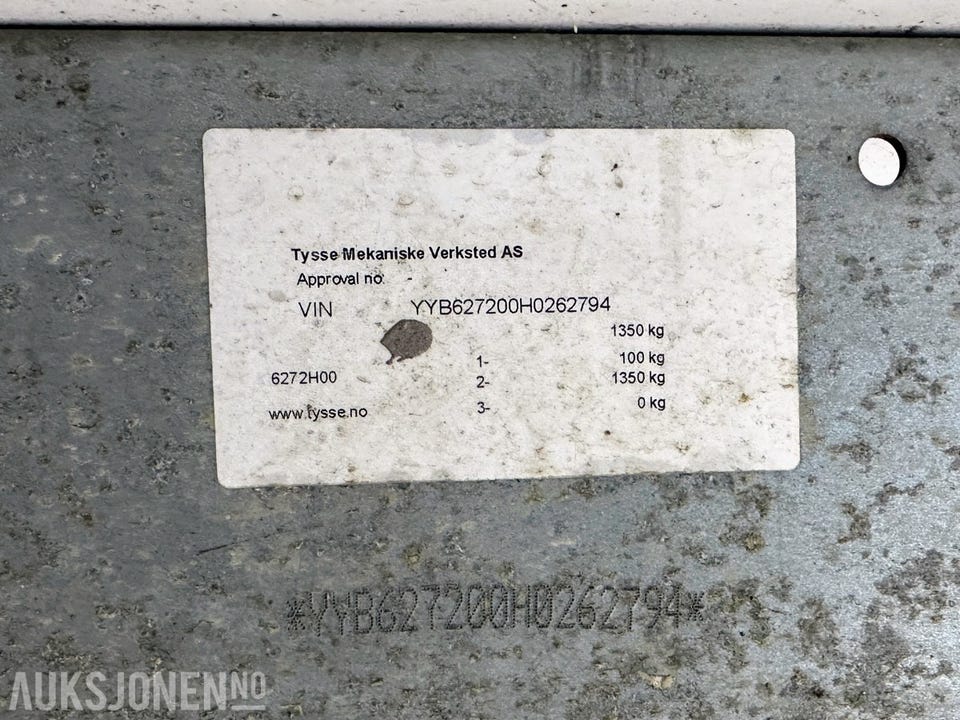 Tysse Mekaniske Verksted AS
Approval no.
VIN YYB627200H0262794
1350 kg
1- 100 kg
6272H00 2- 1350 kg
www.tysse.no 3- 0 kg
*YYB627200H0262794*
AUKSJONEN.NO